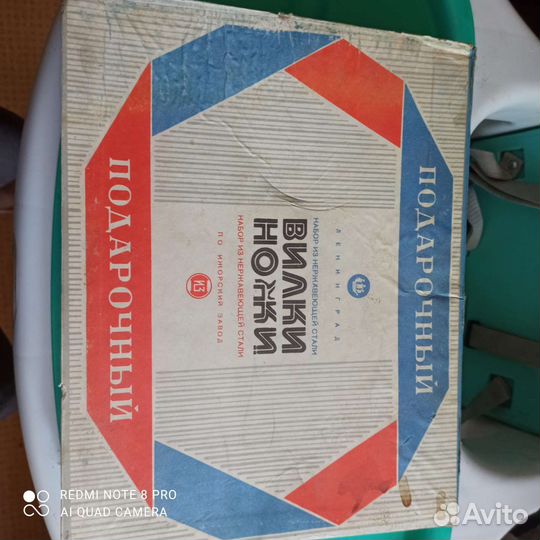 ПОДАРОЧНЫЙ
ЛЕНИНГРАД
НАБОР ИЗ НЕРЖАВЕЮЩЕЙ СТАЛИ
ВИЛКИ
НОЖИ
НАБОР ИЗ НЕРЖАВЕЮЩЕЙ СТАЛИ
ПО ИЖОРСКИЙ ЗАВОД
ИЗ
ПОДАРОЧНЫЙ
REDMI NOTE 8 PRO
AI QUAD CAMERA
Avito